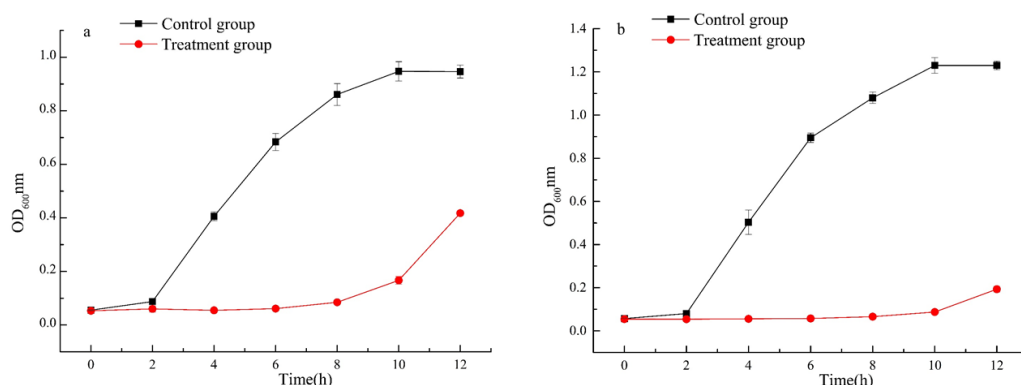 a
Control group
Treatment group
1.0
0.8
0.6
0.4
0.2
0.0
OD600nm
0 2 4 6 8 10 12
Time(h)
b
Control group
Treatment group
1.4
1.2
1.0
0.8
0.6
0.4
0.2
0.0
OD600nm
0 2 4 6 8 10 12
Time(h)